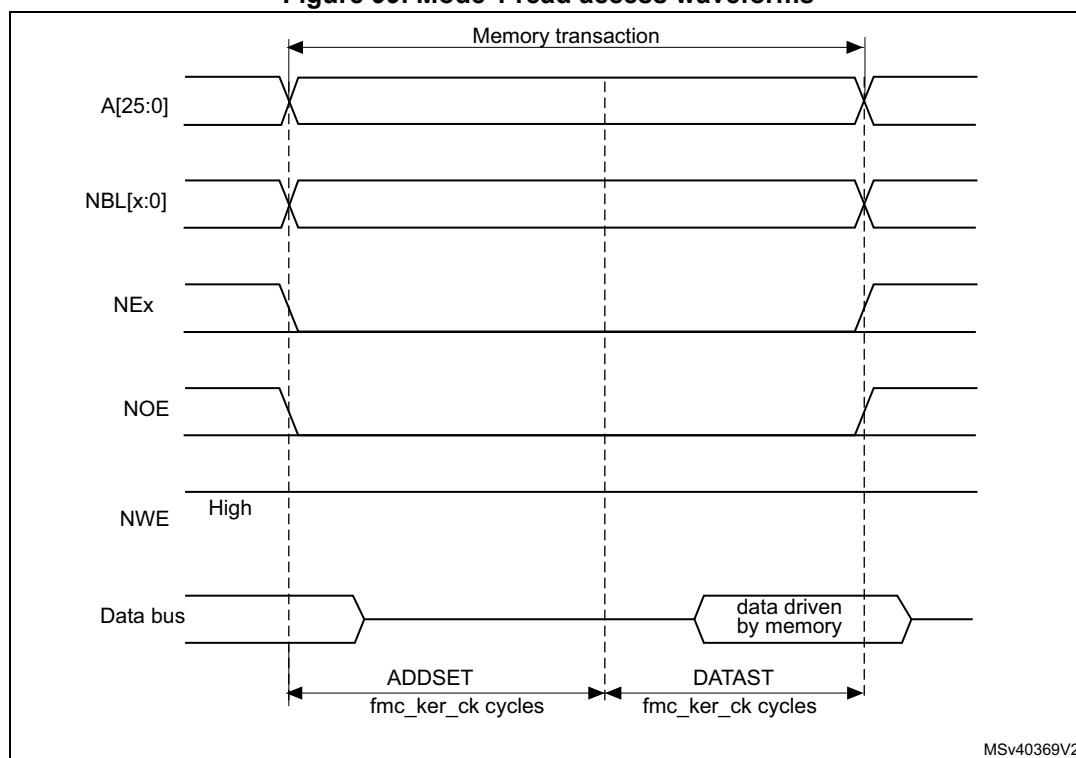 Memory transaction
A[25:0]
NBL[x:0]
NEx
NOE
High
NWE
Data bus
data driven
by memory
ADDSET
DATAST
fmc_ker_ck cycles
fmc_ker_ck cycles
MSv40369V2